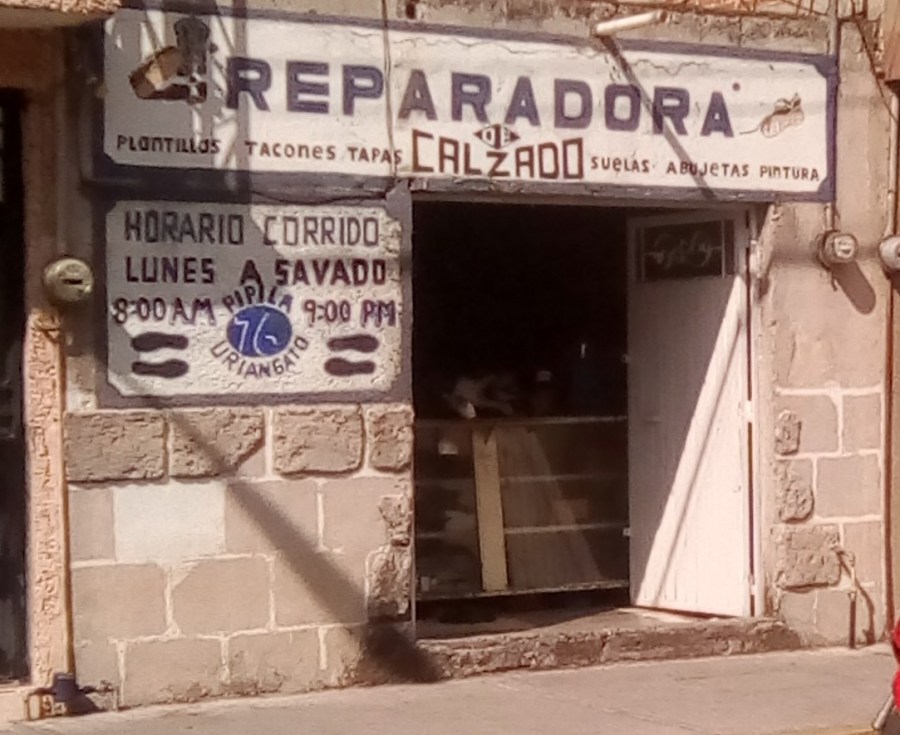 REPARADORA
DE
PLANTILLAS TACONES TAPAS CALZADO SUELAS ABUJETAS PINTURA
HORARIO CORRIDO
LUNES A SAVADO
8:00 AM PIPILA 9:00 PM
76
URIANGATO